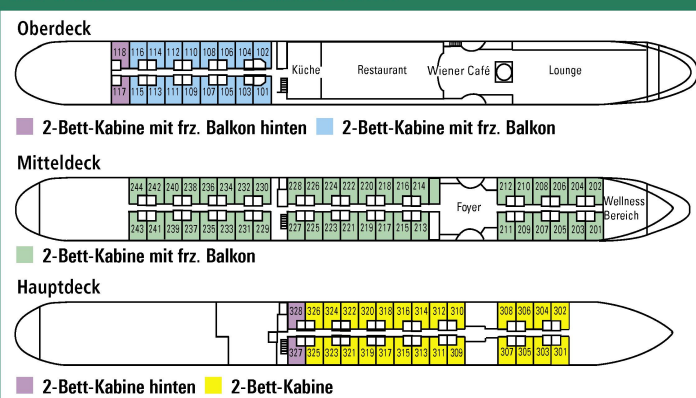 Oberdeck
118 116 114 112 110 108 106 104 102
Küche Restaurant Wiener Café Lounge
117 115 113 111 109 107 105 103 101
2-Bett-Kabine mit frz. Balkon hinten 2-Bett-Kabine mit frz. Balkon
Mitteldeck
244 242 240 238 236 234 232 230 228 226 224 222 220 218 216 214 212 210 208 206 204 202
Foyer Wellness
Bereich
243 241 239 237 235 233 231 229 227 225 223 221 219 217 215 213 211 209 207 205 203 201
2-Bett-Kabine mit frz. Balkon
Hauptdeck
328 326 324 322 320 318 316 314 312 310 308 306 304 302
327 325 323 321 319 317 315 313 311 309 307 305 303 301
2-Bett-Kabine hinten 2-Bett-Kabine